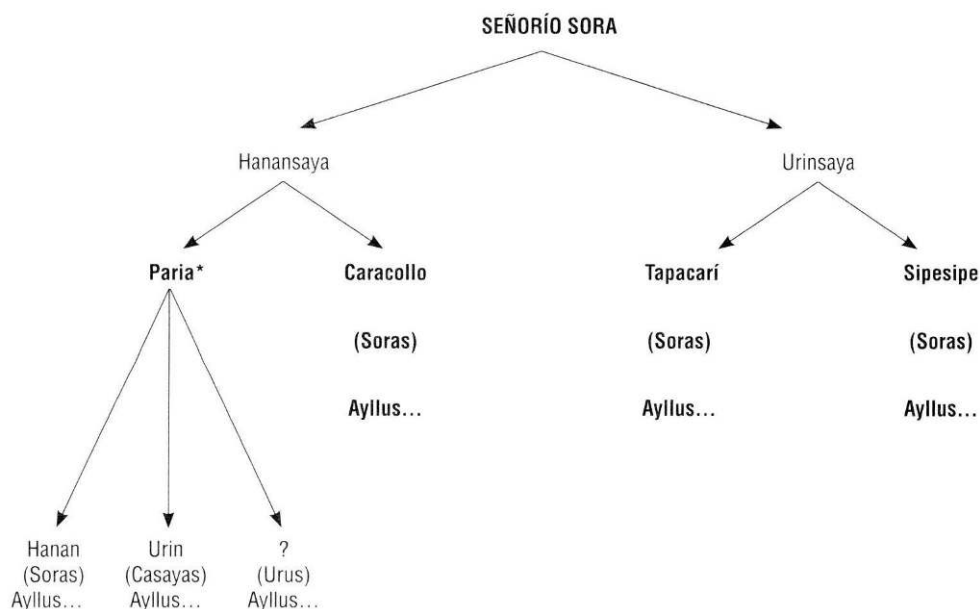 SEÑORÍO SORA
Hanansaya Urinsaya
Paria* Caracollo Tapacarí Sipesipe
(Soras) (Soras) (Soras)
Ayllus... Ayllus... Ayllus...
Hanan Urin ?
(Soras) (Casayas) (Urus)
Ayllus... Ayllus... Ayllus...